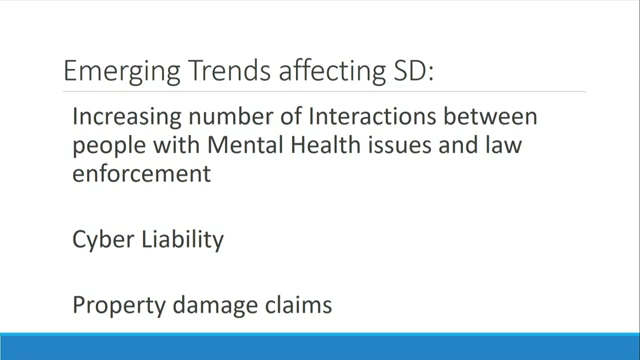 Emerging Trends affecting SD:
Increasing number of Interactions between
people with Mental Health issues and law
enforcement
Cyber Liability
Property damage claims